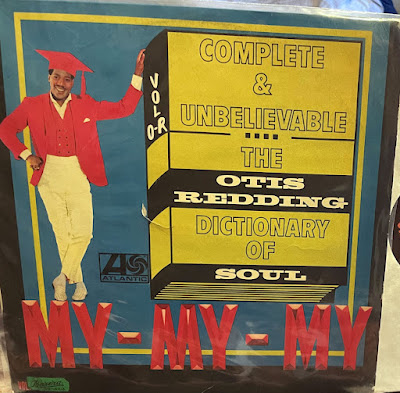 COMPLETE
&
UNBELIEVABLE
....
THE
OTIS
REDDING
DICTIONARY
OF
SOUL
VOL
O-R
ATLANTIC
MY-MY-MY